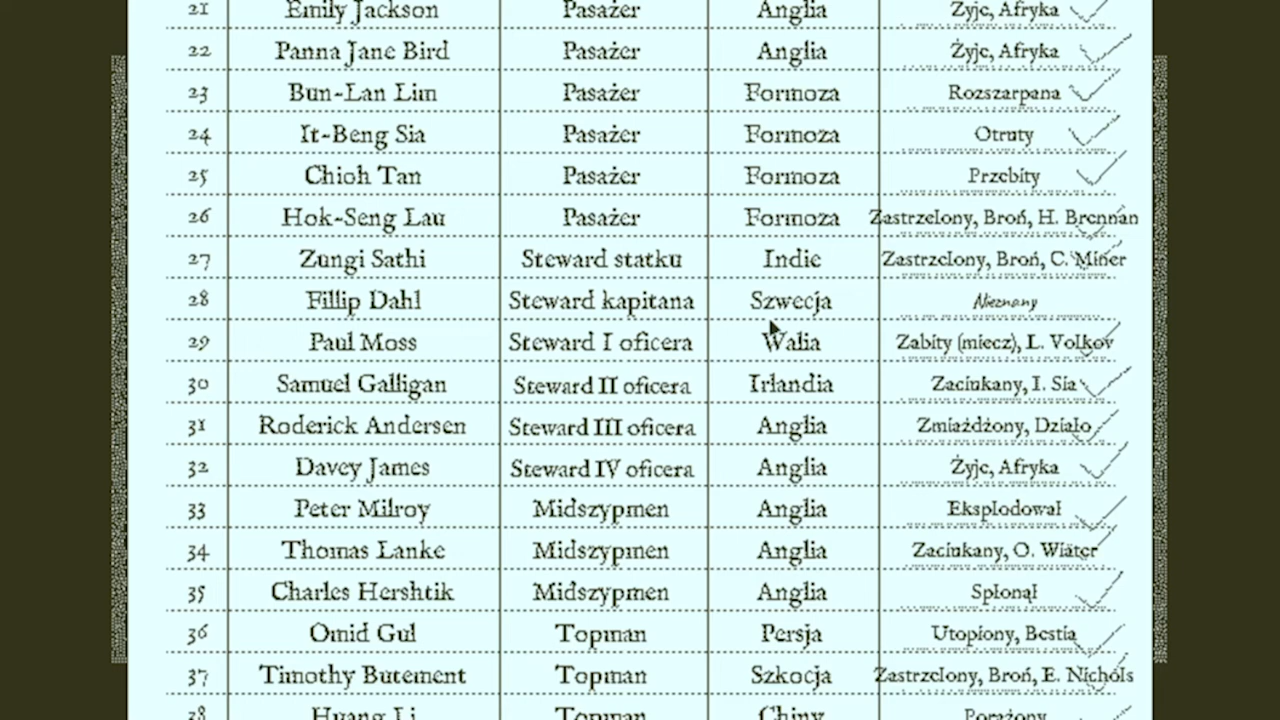 21 Emily Jackson Pasażer Anglia Żyje, Afryka
22 Panna Jane Bird Pasażer Anglia Żyje, Afryka
23 Bun-Lan Lim Pasażer Formoza Rozszarpana
24 It-Beng Sia Pasażer Formoza Otruty
25 Chioh Tan Pasażer Formoza Przebity
26 Hok-Seng Lau Pasażer Formoza Zastrzelony, Broń, H. Brennan
27 Zungi Sathi Steward statku Indie Zastrzelony, Broń, C. Miner
28 Fillip Dahl Steward kapitana Szwecja Nieznany
29 Paul Moss Steward I oficera Walia Zabity (miecz), L. Volkov
30 Samuel Galligan Steward II oficera Irlandia Zaciukany, I. Sia
31 Roderick Andersen Steward III oficera Anglia Zmiażdżony, Działo
32 Davey James Steward IV oficera Anglia Żyje, Afryka
33 Peter Milroy Midszypmen Anglia Eksplodował
34 Thomas Lanke Midszypmen Anglia Zaciukany, O. Wiater
35 Charles Hershtik Midszypmen Anglia Spłonął
36 Omid Gul Topman Persja Utopiony, Bestia
37 Timothy Butement Topman Szkocja Zastrzelony, Broń, E. Nichols
38 Huang Li Topman Chiny Porażony